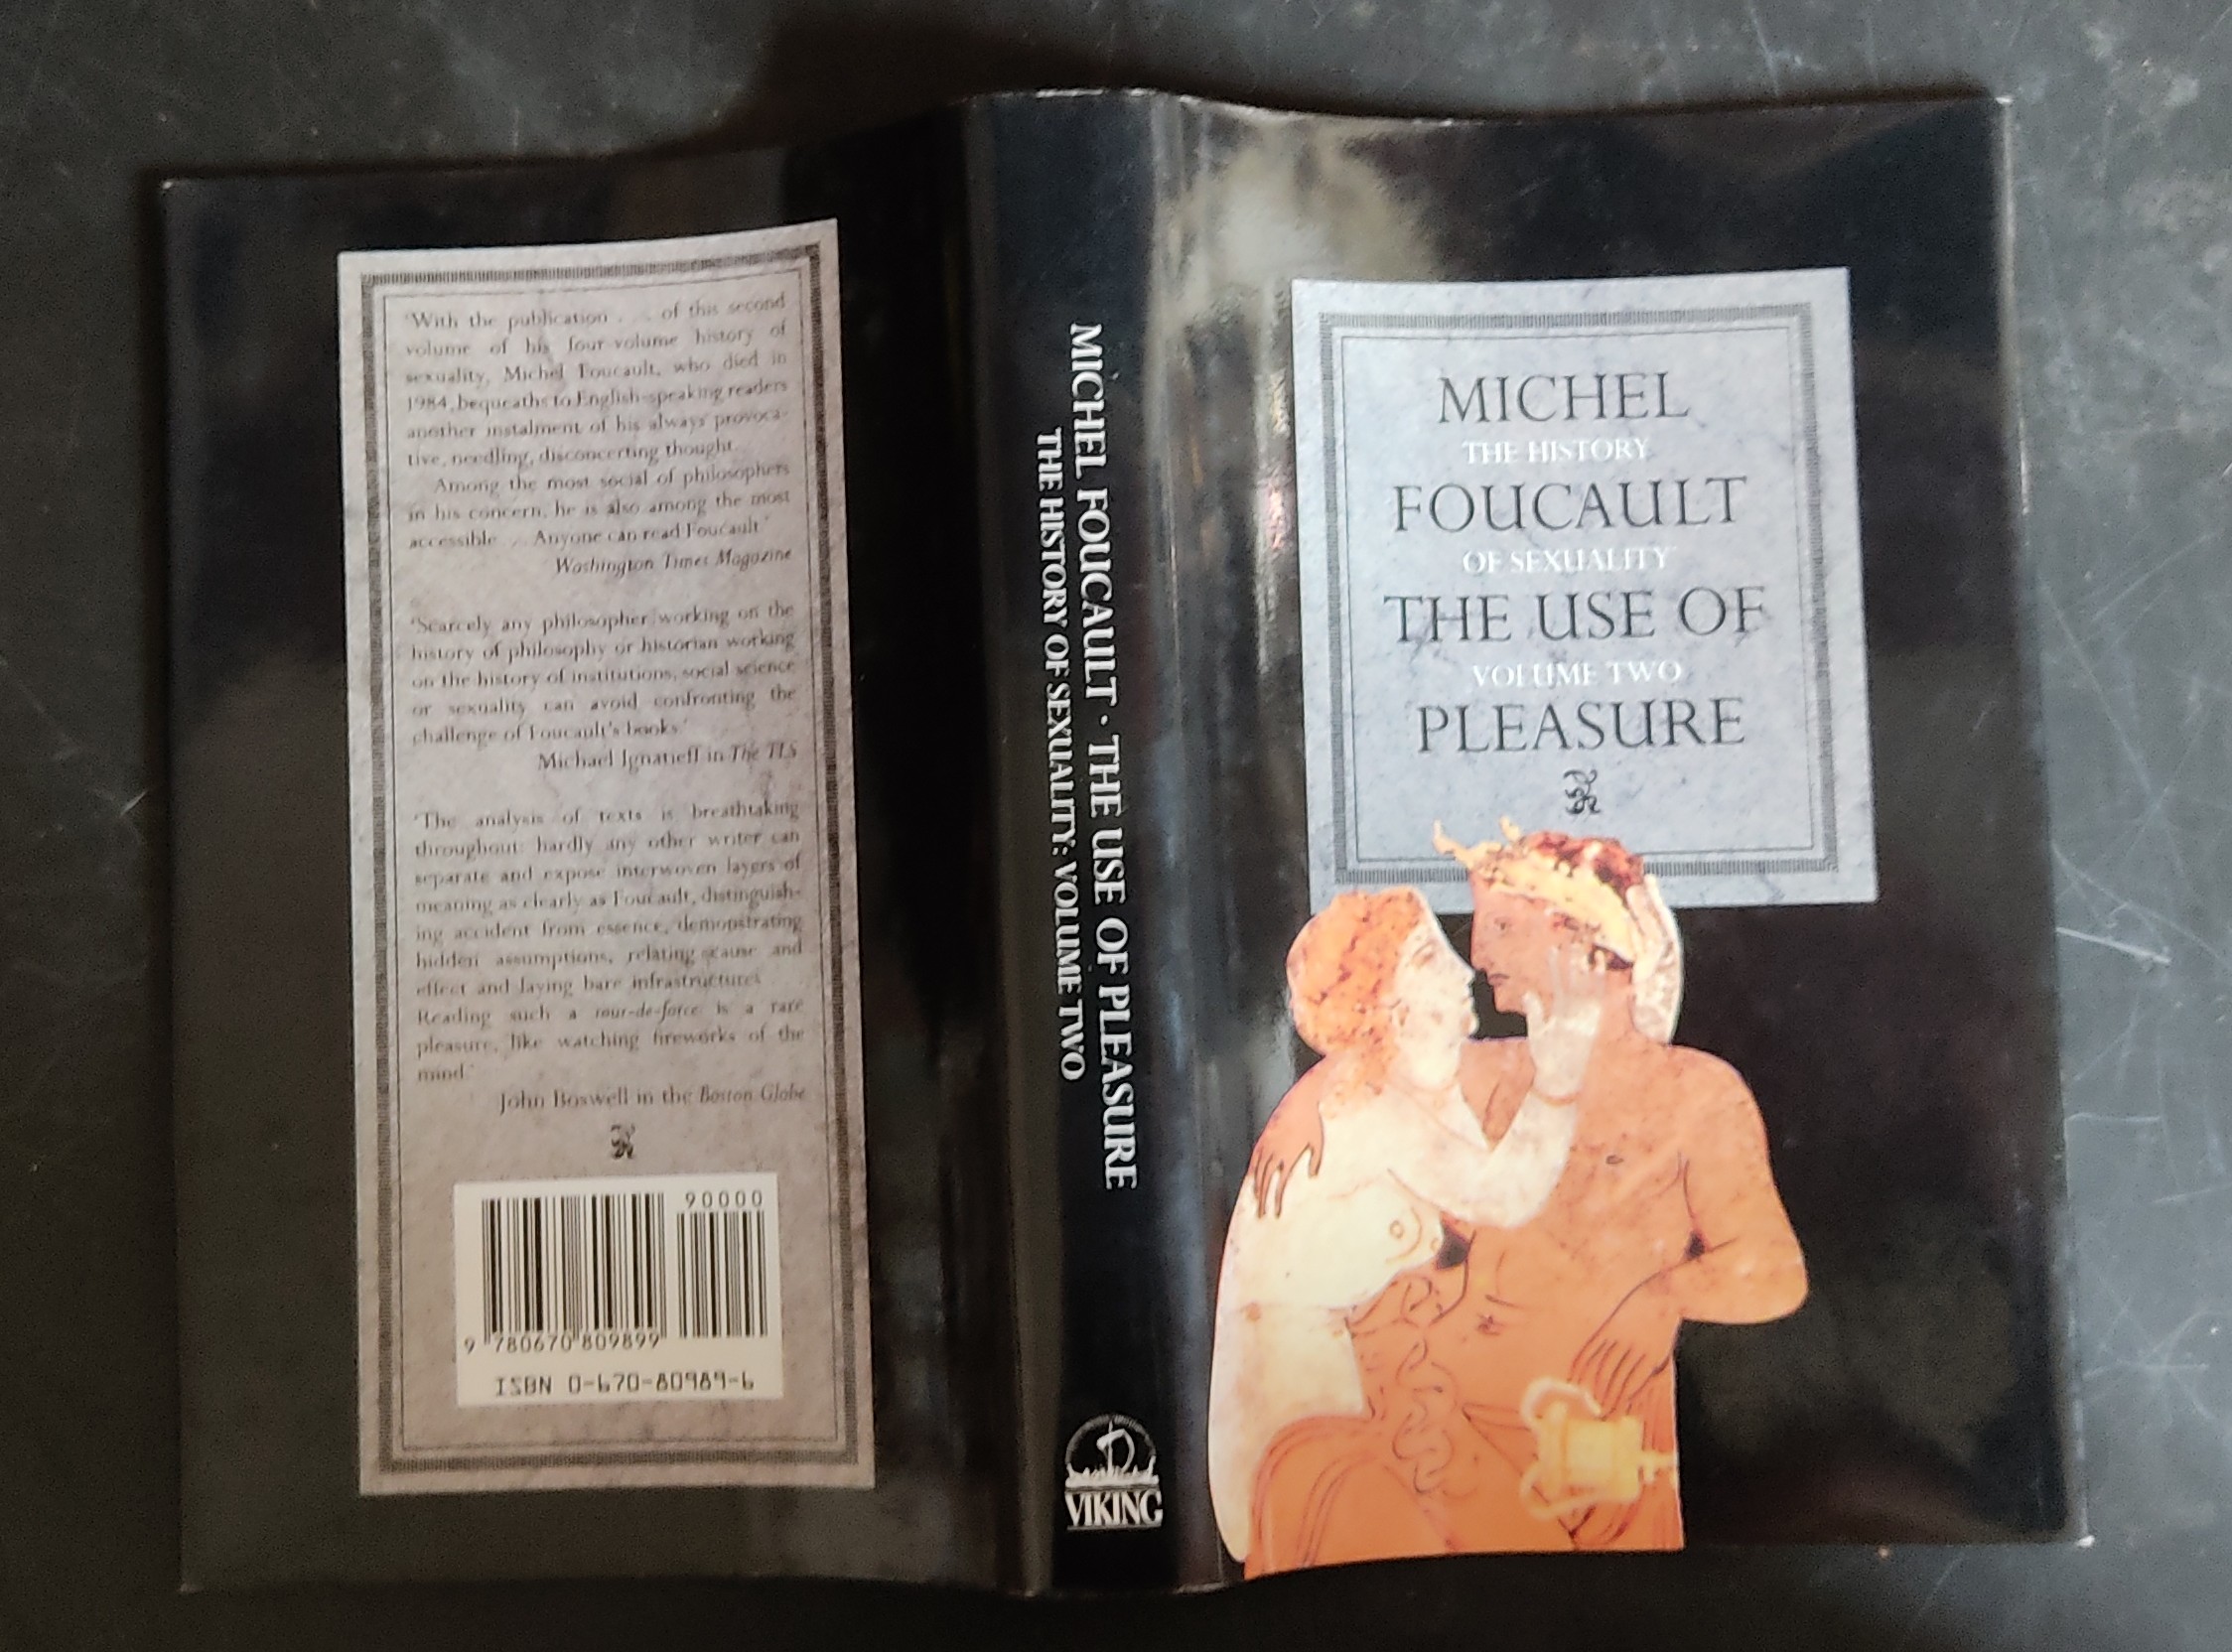 'With the publication . . . of this second
volume of his four-volume history of
sexuality, Michel Foucault, who died in
1984, bequeaths to English-speaking readers
another instalment of his always provoca-
tive, needling, disconcerting thought.
Among the most social of philosophers
in his concern, he is also among the most
accessible . . . Anyone can read Foucault'
Washington Times Magazine
'Scarcely any philosopher working on the
history of philosophy or historian working
on the history of institutions, social science
or sexuality can avoid confronting the
challenge of Foucault's books.'
Michael Ignatieff in The TLS
'The analysis of texts is breathtaking
throughout: hardly any other writer can
separate and expose interwoven layers of
meaning as clearly as Foucault, distinguish-
ing accident from essence, demonstrating
hidden assumptions, relating cause and
effect and laying bare infrastructures . . .
Reading such a tour-de-force is a rare
pleasure, like watching fireworks of the
mind.'
John Boswell in the Boston Globe
90000
9 780670 809899
ISBN 0-670-80989-6
MICHEL FOUCAULT · THE USE OF PLEASURE
THE HISTORY OF SEXUALITY: VOLUME TWO
VIKING
MICHEL
THE HISTORY
FOUCAULT
OF SEXUALITY
THE USE OF
VOLUME TWO
PLEASURE